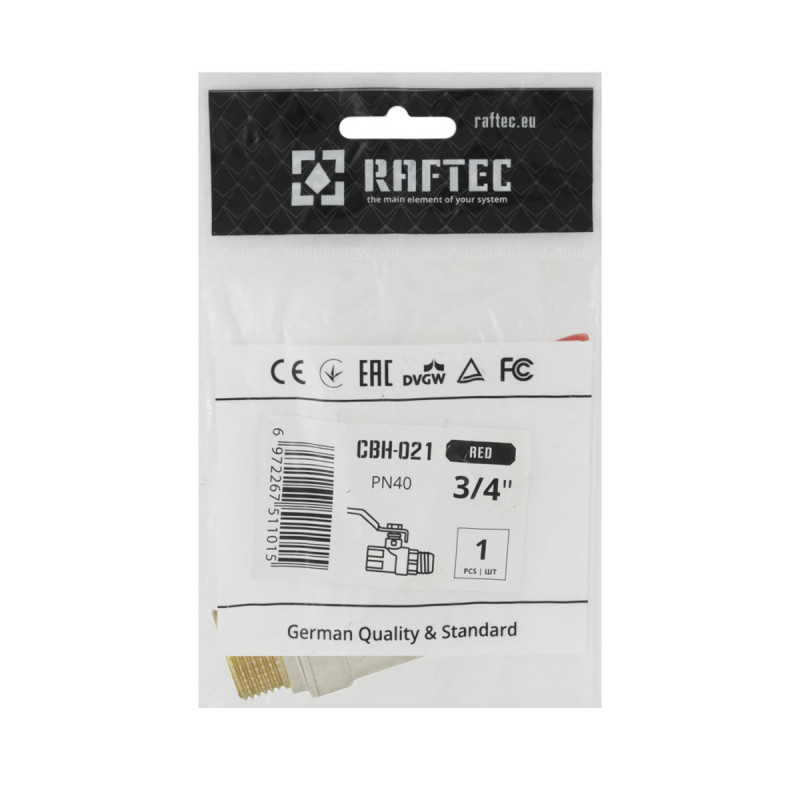 raftec.eu
RAFTEC
the main element of your system
CE EAC DVGW FC
CBH-021 RED
PN40 3/4"
6 972267 511015
1
PCS | ШТ
German Quality & Standard